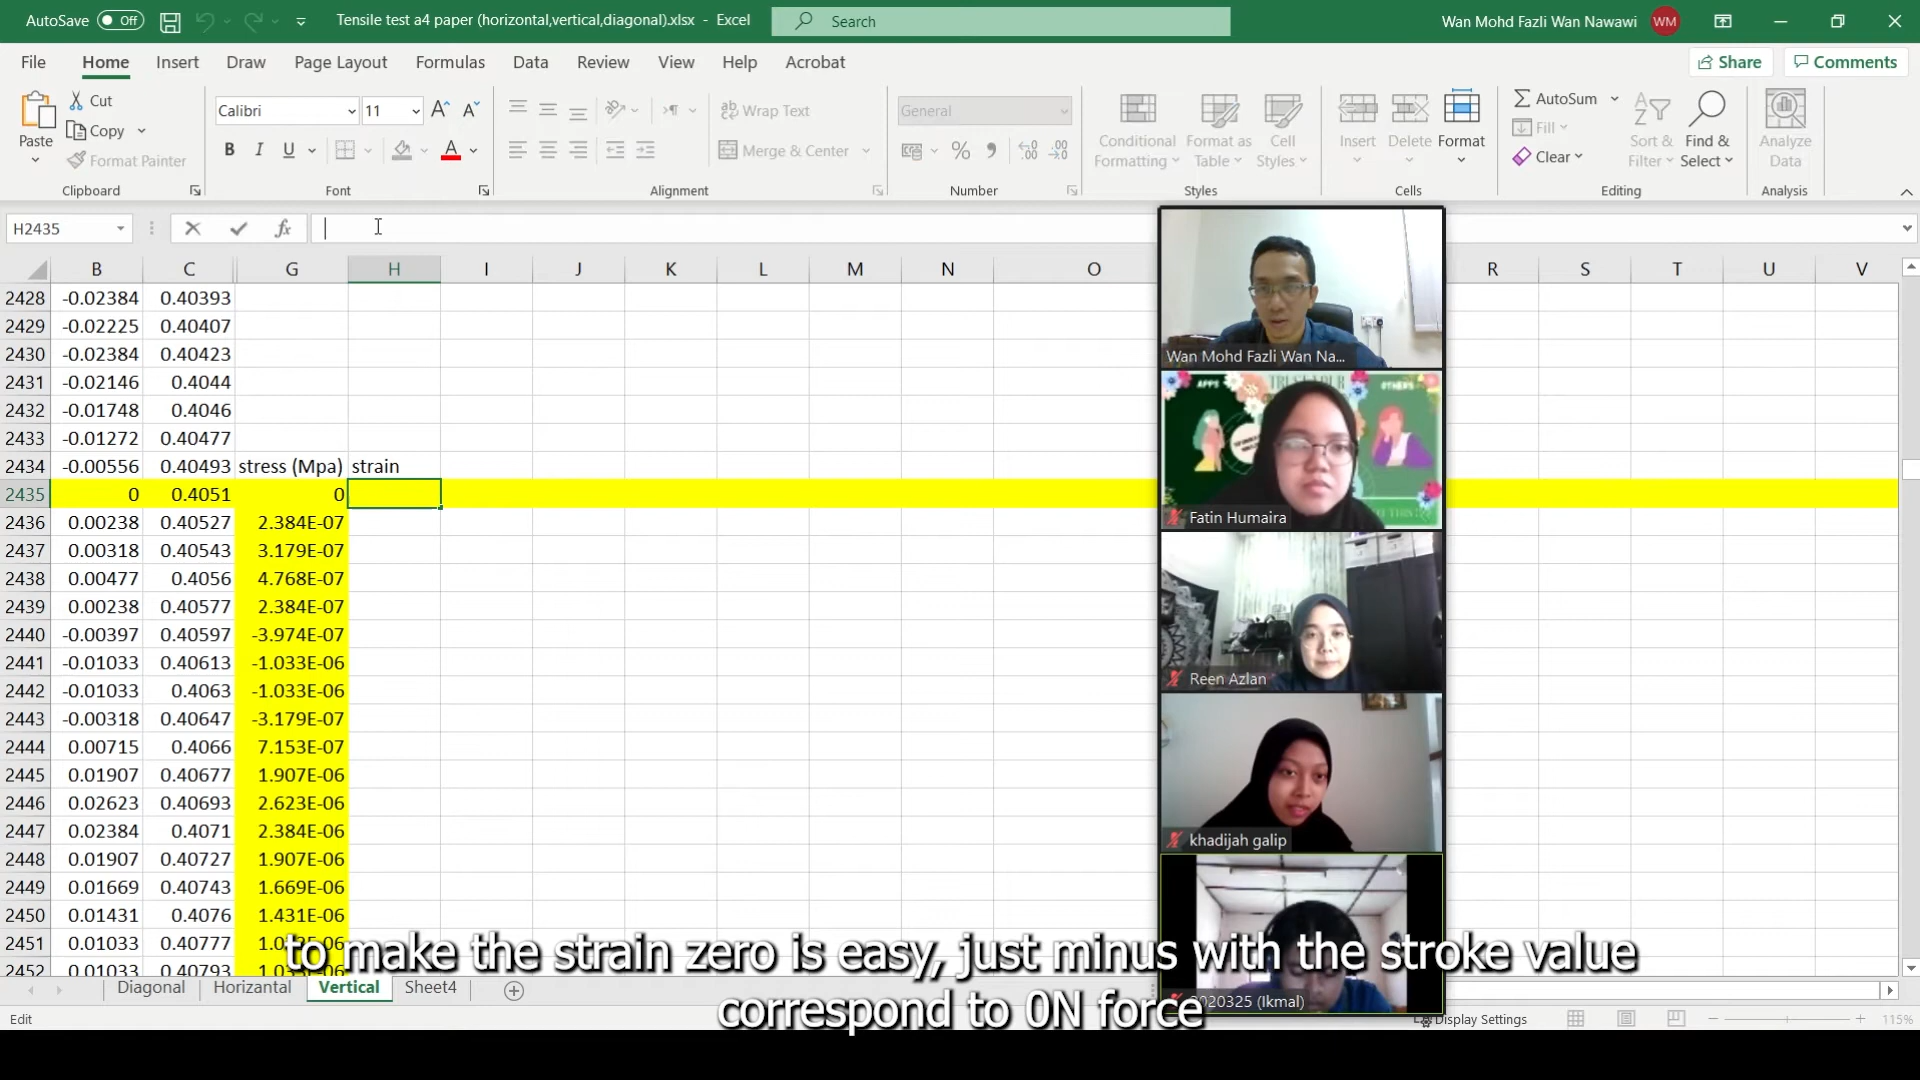 AutoSave Off Tensile test a4 paper (horizontal,vertical,diagonal).xlsx - Excel Search Wan Mohd Fazli Wan Nawawi WM
File Home Insert Draw Page Layout Formulas Data Review View Help Acrobat Share Comments
Paste Cut Copy Format Painter Clipboard
Calibri 11 B I U A Font
Wrap Text Merge & Center Alignment
General % Number
Conditional Formatting Format as Table Cell Styles Styles
Insert Delete Format Cells
AutoSum Fill Clear Sort & Filter Find & Select Editing
Analyze Data Analysis
H2435 fx
B C G H I J K L M N O R S T U V
2428 -0.02384 0.40393
2429 -0.02225 0.40407
2430 -0.02384 0.40423
2431 -0.02146 0.4044
2432 -0.01748 0.4046
2433 -0.01272 0.40477
2434 -0.00556 0.40493 stress (Mpa) strain
2435 0 0.4051 0
2436 0.00238 0.40527 2.384E-07
2437 0.00318 0.40543 3.179E-07
2438 0.00477 0.4056 4.768E-07
2439 0.00238 0.40577 2.384E-07
2440 -0.00397 0.40597 -3.974E-07
2441 -0.01033 0.40613 -1.033E-06
2442 -0.01033 0.4063 -1.033E-06
2443 -0.00318 0.40647 -3.179E-07
2444 0.00715 0.4066 7.153E-07
2445 0.01907 0.40677 1.907E-06
2446 0.02623 0.40693 2.623E-06
2447 0.02384 0.4071 2.384E-06
2448 0.01907 0.40727 1.907E-06
2449 0.01669 0.40743 1.669E-06
2450 0.01431 0.4076 1.431E-06
2451 0.01033 0.40777
2452 0.01033 0.40793
Wan Mohd Fazli Wan Na...
APPS OTHERS
Fatin Humaira
Reen Azlan
khadijah galip
2020325 (Ikmal)
to make the strain zero is easy, just minus with the stroke value
correspond to 0N force
Diagonal Horizantal Vertical Sheet4
Edit Display Settings 115%